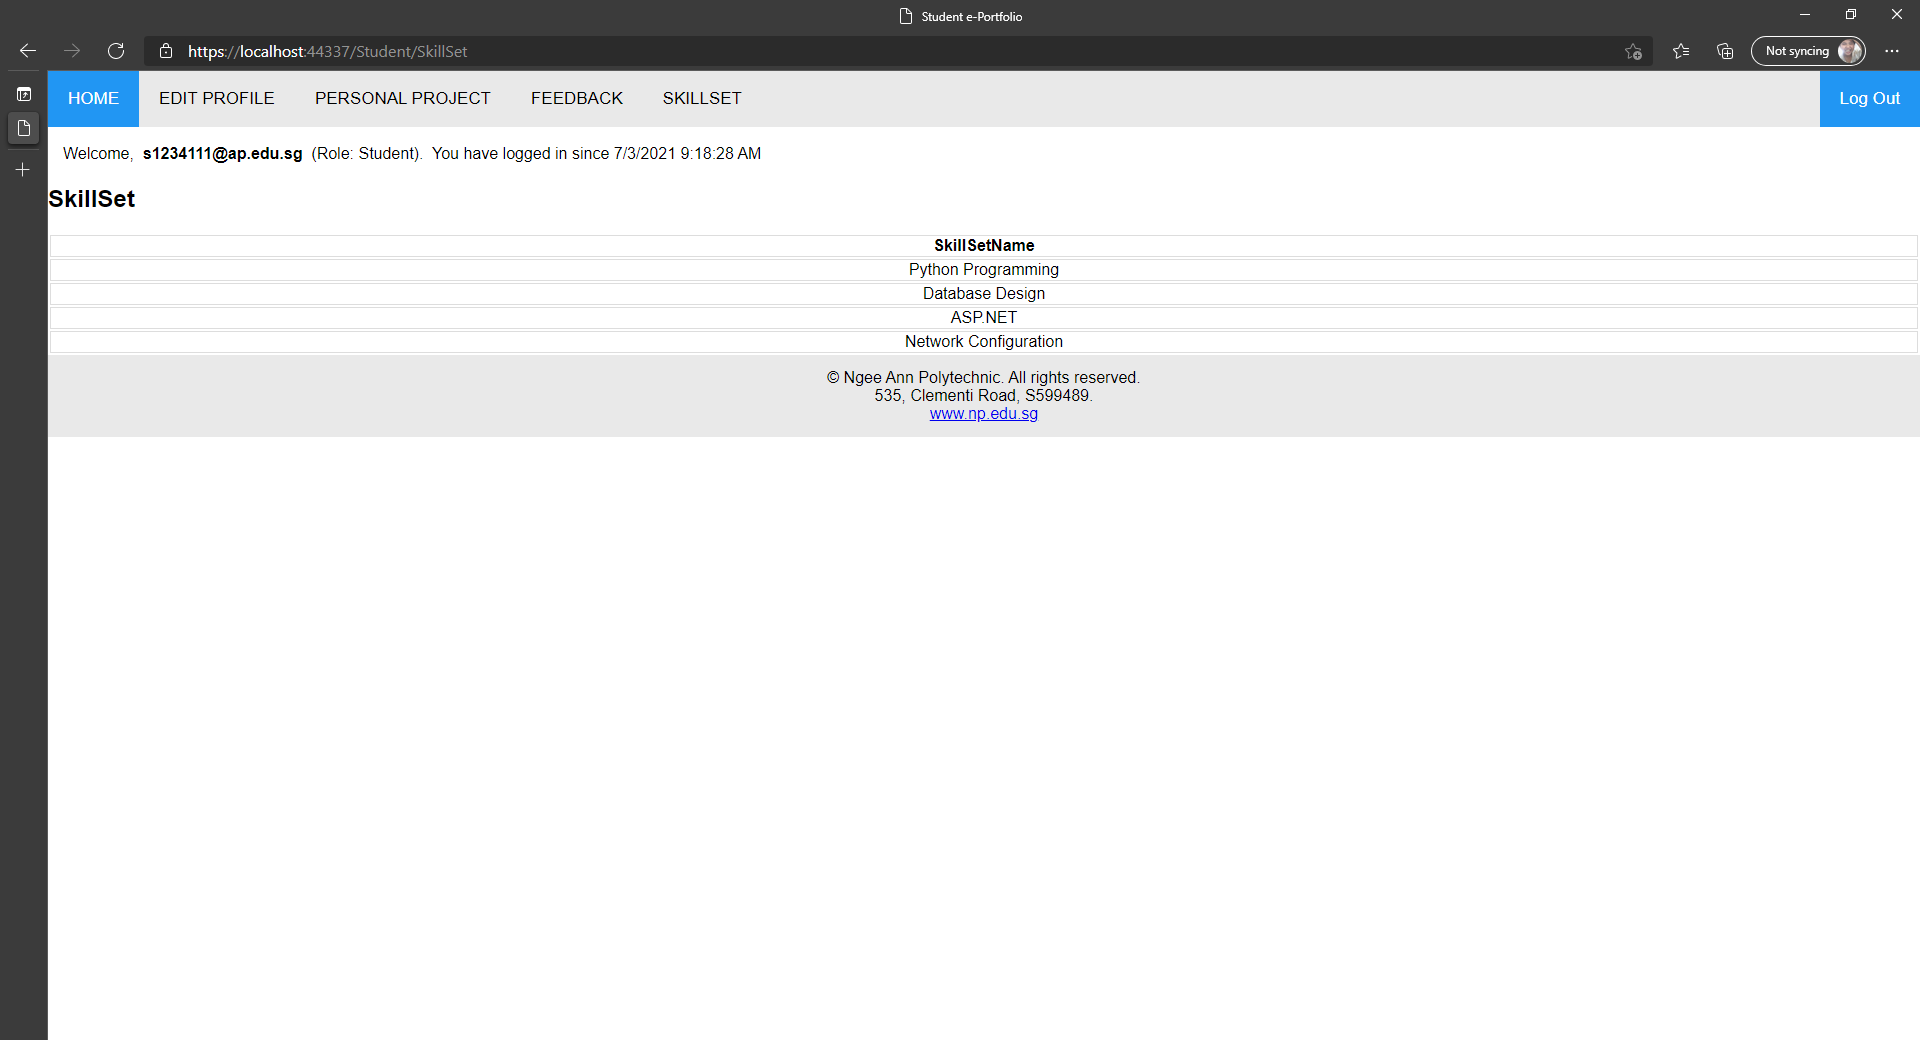 Student e-Portfolio
https://localhost:44337/Student/SkillSet
Not syncing
HOME EDIT PROFILE PERSONAL PROJECT FEEDBACK SKILLSET Log Out
Welcome, s1234111@ap.edu.sg (Role: Student). You have logged in since 7/3/2021 9:18:28 AM
SkillSet
SkillSetName
Python Programming
Database Design
ASP.NET
Network Configuration
© Ngee Ann Polytechnic. All rights reserved.
535, Clementi Road, S599489.
www.np.edu.sg